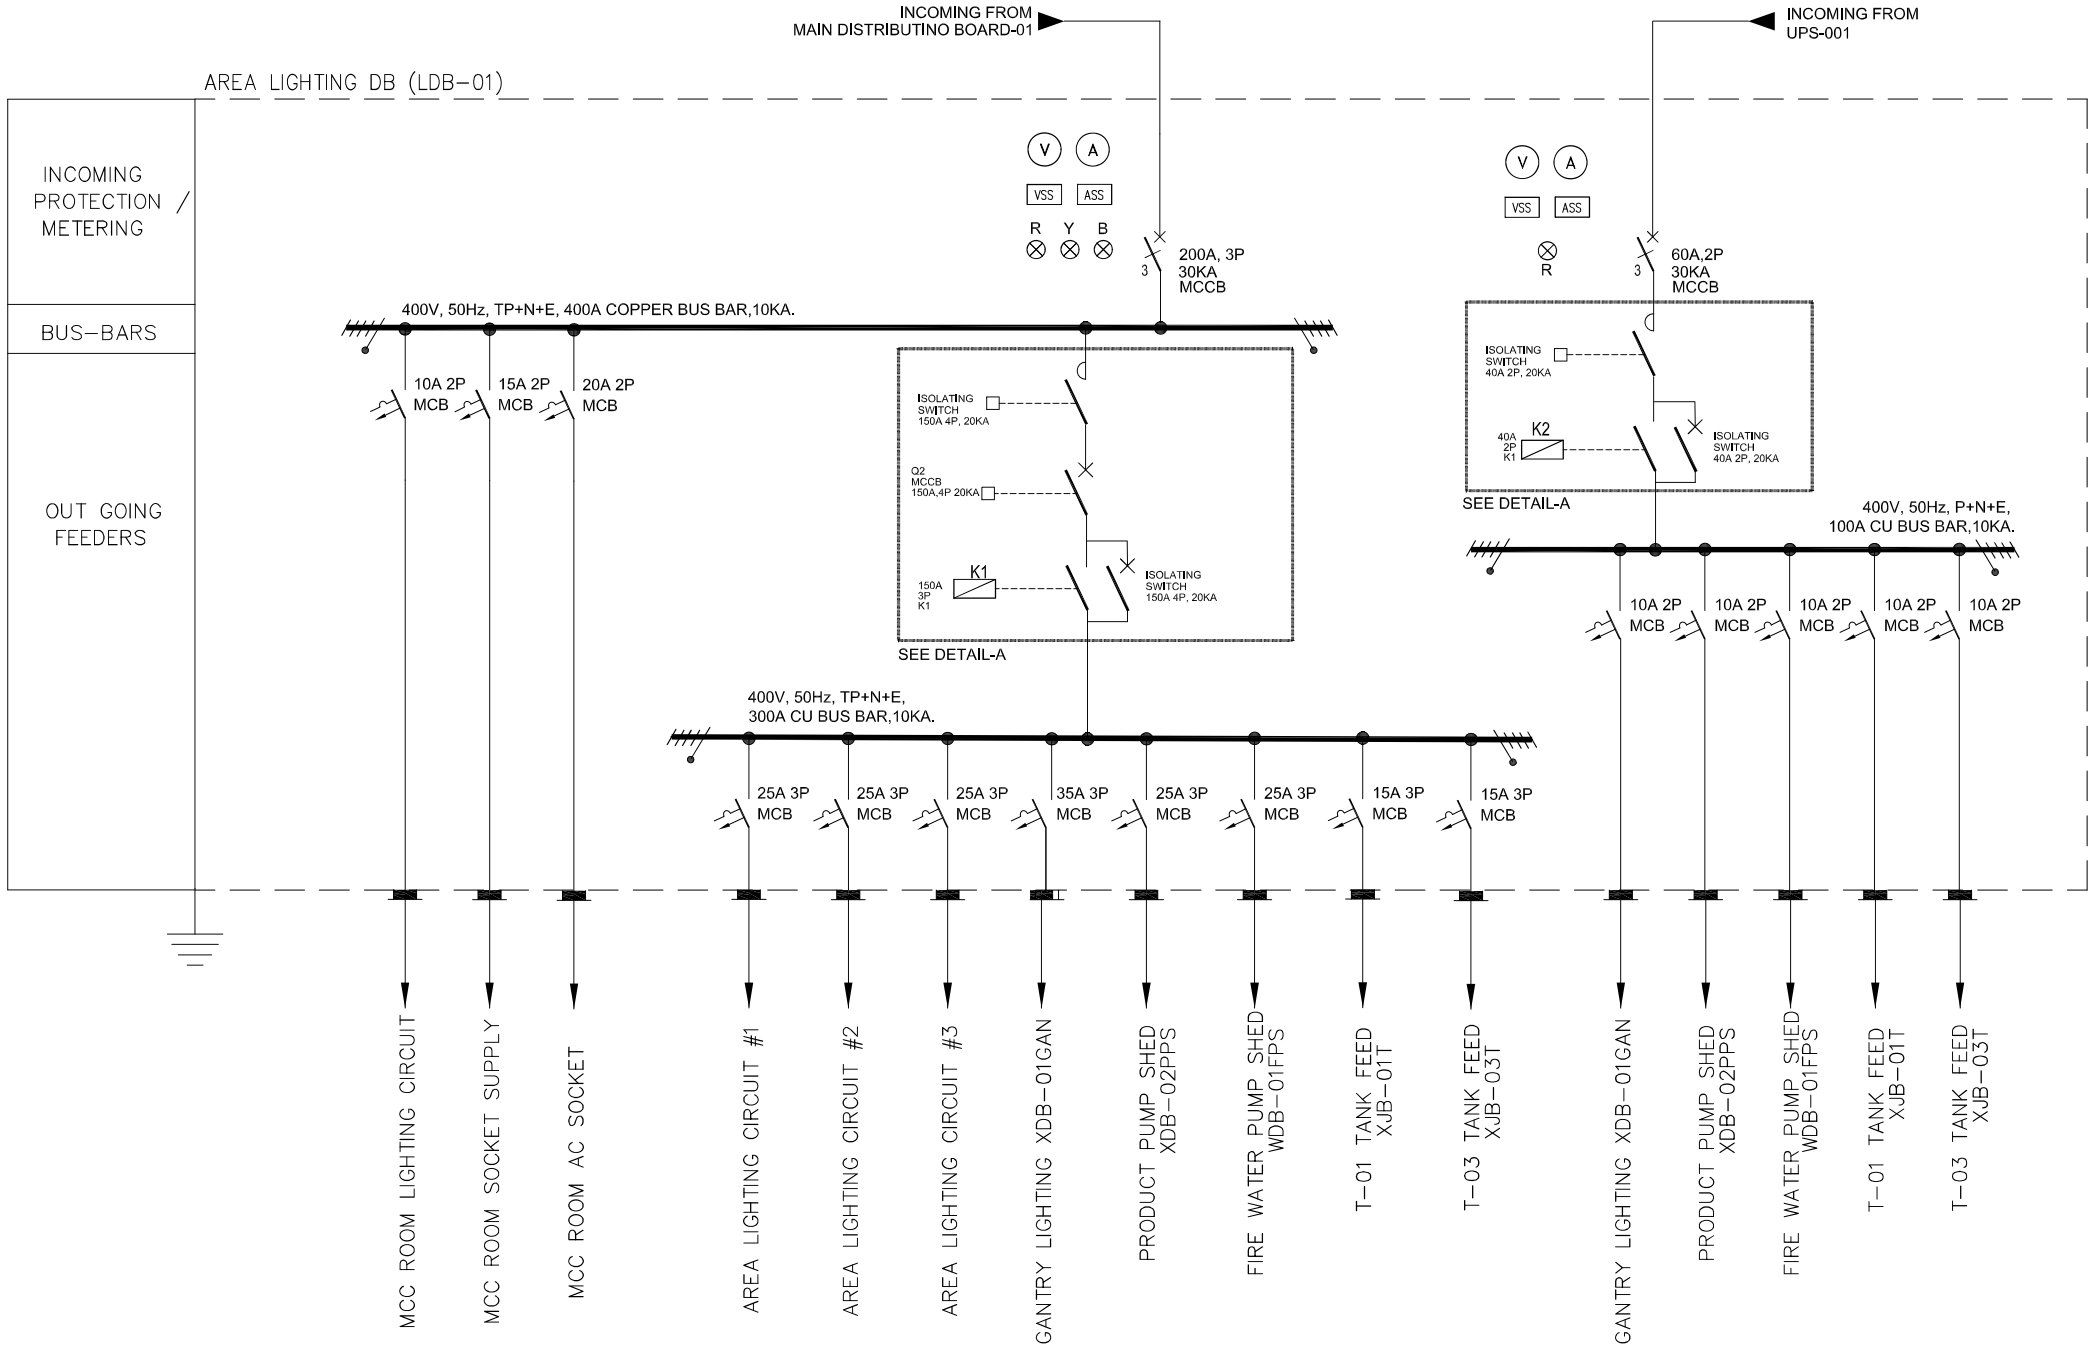 INCOMING FROM
MAIN DISTRIBUTINO BOARD-01
INCOMING FROM
UPS-001
AREA LIGHTING DB (LDB-01)
INCOMING
PROTECTION /
METERING
BUS-BARS
OUT GOING
FEEDERS
V A
VSS ASS
R Y B
3
200A, 3P
30KA
MCCB
V A
VSS ASS
R
3
60A,2P
30KA
MCCB
400V, 50Hz, TP+N+E, 400A COPPER BUS BAR,10KA.
10A 2P
MCB
15A 2P
MCB
20A 2P
MCB
ISOLATING
SWITCH
150A 4P, 20KA
Q2
MCCB
150A,4P 20KA
150A
3P
K1
K1
ISOLATING
SWITCH
150A 4P, 20KA
SEE DETAIL-A
ISOLATING
SWITCH
40A 2P, 20KA
40A
2P
K1
K2
ISOLATING
SWITCH
40A 2P, 20KA
SEE DETAIL-A
400V, 50Hz, P+N+E,
100A CU BUS BAR,10KA.
10A 2P
MCB
10A 2P
MCB
10A 2P
MCB
10A 2P
MCB
10A 2P
MCB
400V, 50Hz, TP+N+E,
300A CU BUS BAR,10KA.
25A 3P
MCB
25A 3P
MCB
25A 3P
MCB
35A 3P
MCB
25A 3P
MCB
25A 3P
MCB
15A 3P
MCB
15A 3P
MCB
MCC ROOM LIGHTING CIRCUIT
MCC ROOM SOCKET SUPPLY
MCC ROOM AC SOCKET
AREA LIGHTING CIRCUIT #1
AREA LIGHTING CIRCUIT #2
AREA LIGHTING CIRCUIT #3
GANTRY LIGHTING XDB-01GAN
PRODUCT PUMP SHED
XDB-02PPS
FIRE WATER PUMP SHED
WDB-01FPS
T-01 TANK FEED
XJB-01T
T-03 TANK FEED
XJB-03T
GANTRY LIGHTING XDB-01GAN
PRODUCT PUMP SHED
XDB-02PPS
FIRE WATER PUMP SHED
WDB-01FPS
T-01 TANK FEED
XJB-01T
T-03 TANK FEED
XJB-03T